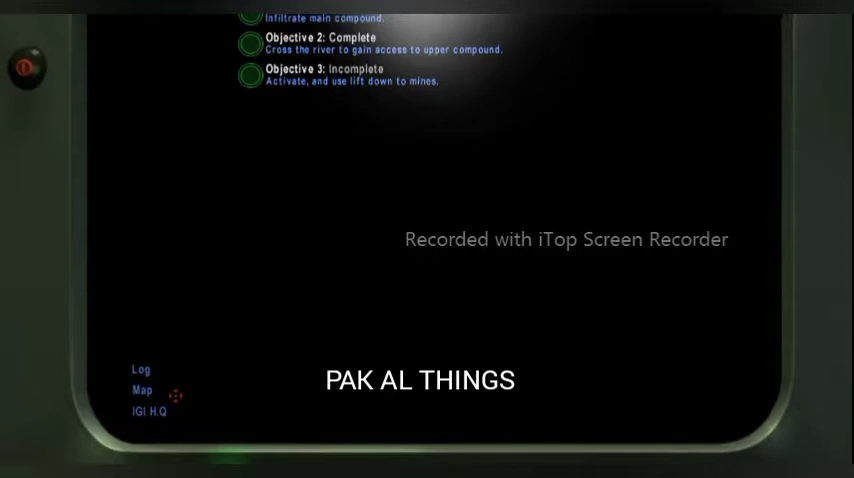 Infiltrate main compound.
Objective 2: Complete
Cross the river to gain access to upper compound.
Objective 3: Incomplete
Activate, and use lift down to mines.
Recorded with iTop Screen Recorder
Log
Map
IGI H.Q
PAK AL THINGS